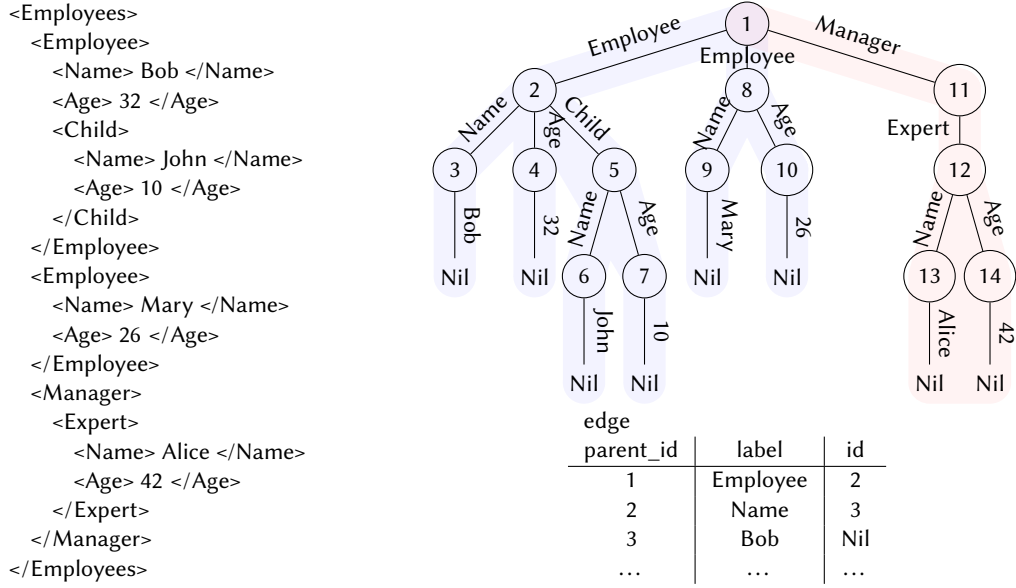 <Employees>
<Employee>
<Name> Bob </Name>
<Age> 32 </Age>
<Child>
<Name> John </Name>
<Age> 10 </Age>
</Child>
</Employee>
<Employee>
<Name> Mary </Name>
<Age> 26 </Age>
</Employee>
<Manager>
<Expert>
<Name> Alice </Name>
<Age> 42 </Age>
</Expert>
</Manager>
</Employees>
1
Employee
Employee
Manager
2
8
11
Name
Age
Child
Name
Age
Expert
3
4
5
9
10
12
Bob
32
Name
Age
Mary
26
Name
Age
Nil
Nil
6
7
Nil
Nil
13
14
John
10
Alice
42
Nil
Nil
Nil
Nil
edge
parent_id label id
1 Employee 2
2 Name 3
3 Bob Nil
... ... ...